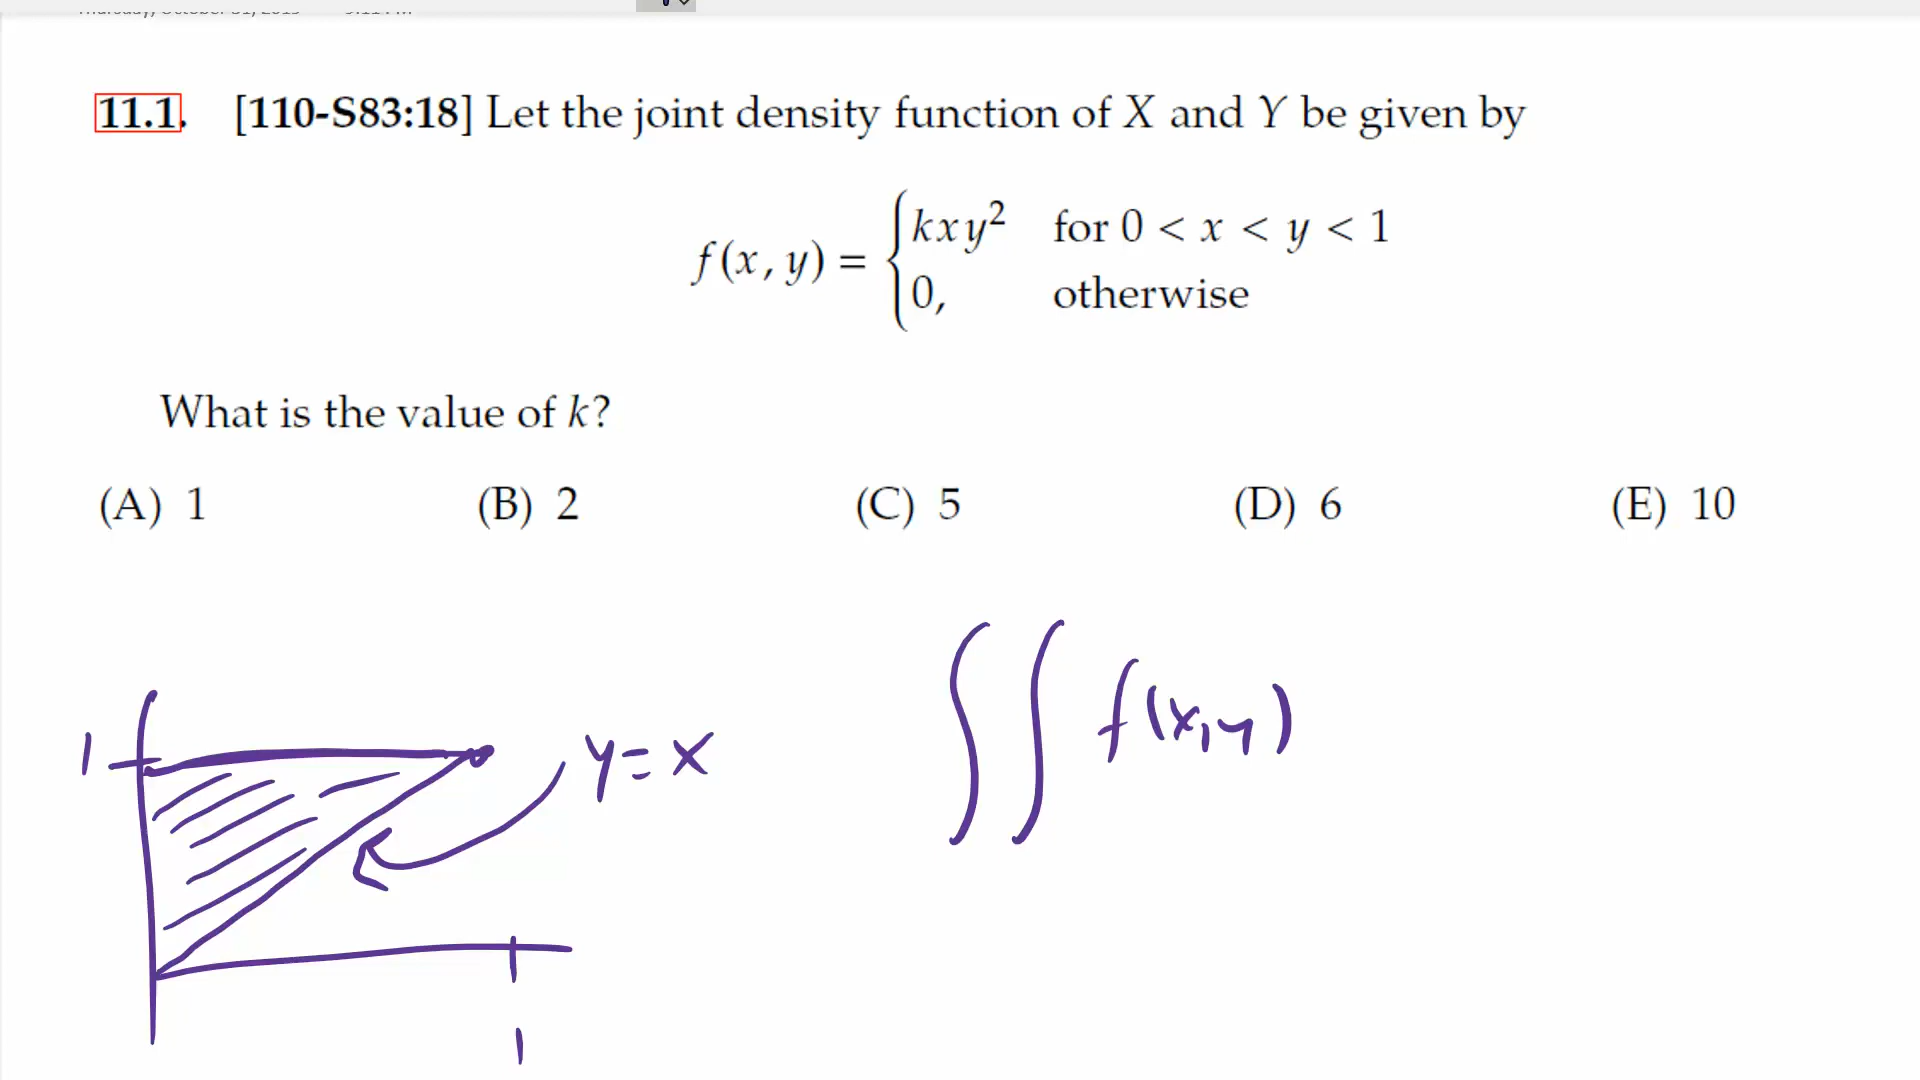 11.1. [110-S83:18] Let the joint density function of X and Y be given by
f(x, y) = { kxy² for 0 < x < y < 1
0, otherwise
What is the value of k?
(A) 1 (B) 2 (C) 5 (D) 6 (E) 10
∫∫ f(x,y)
1
y = x
1